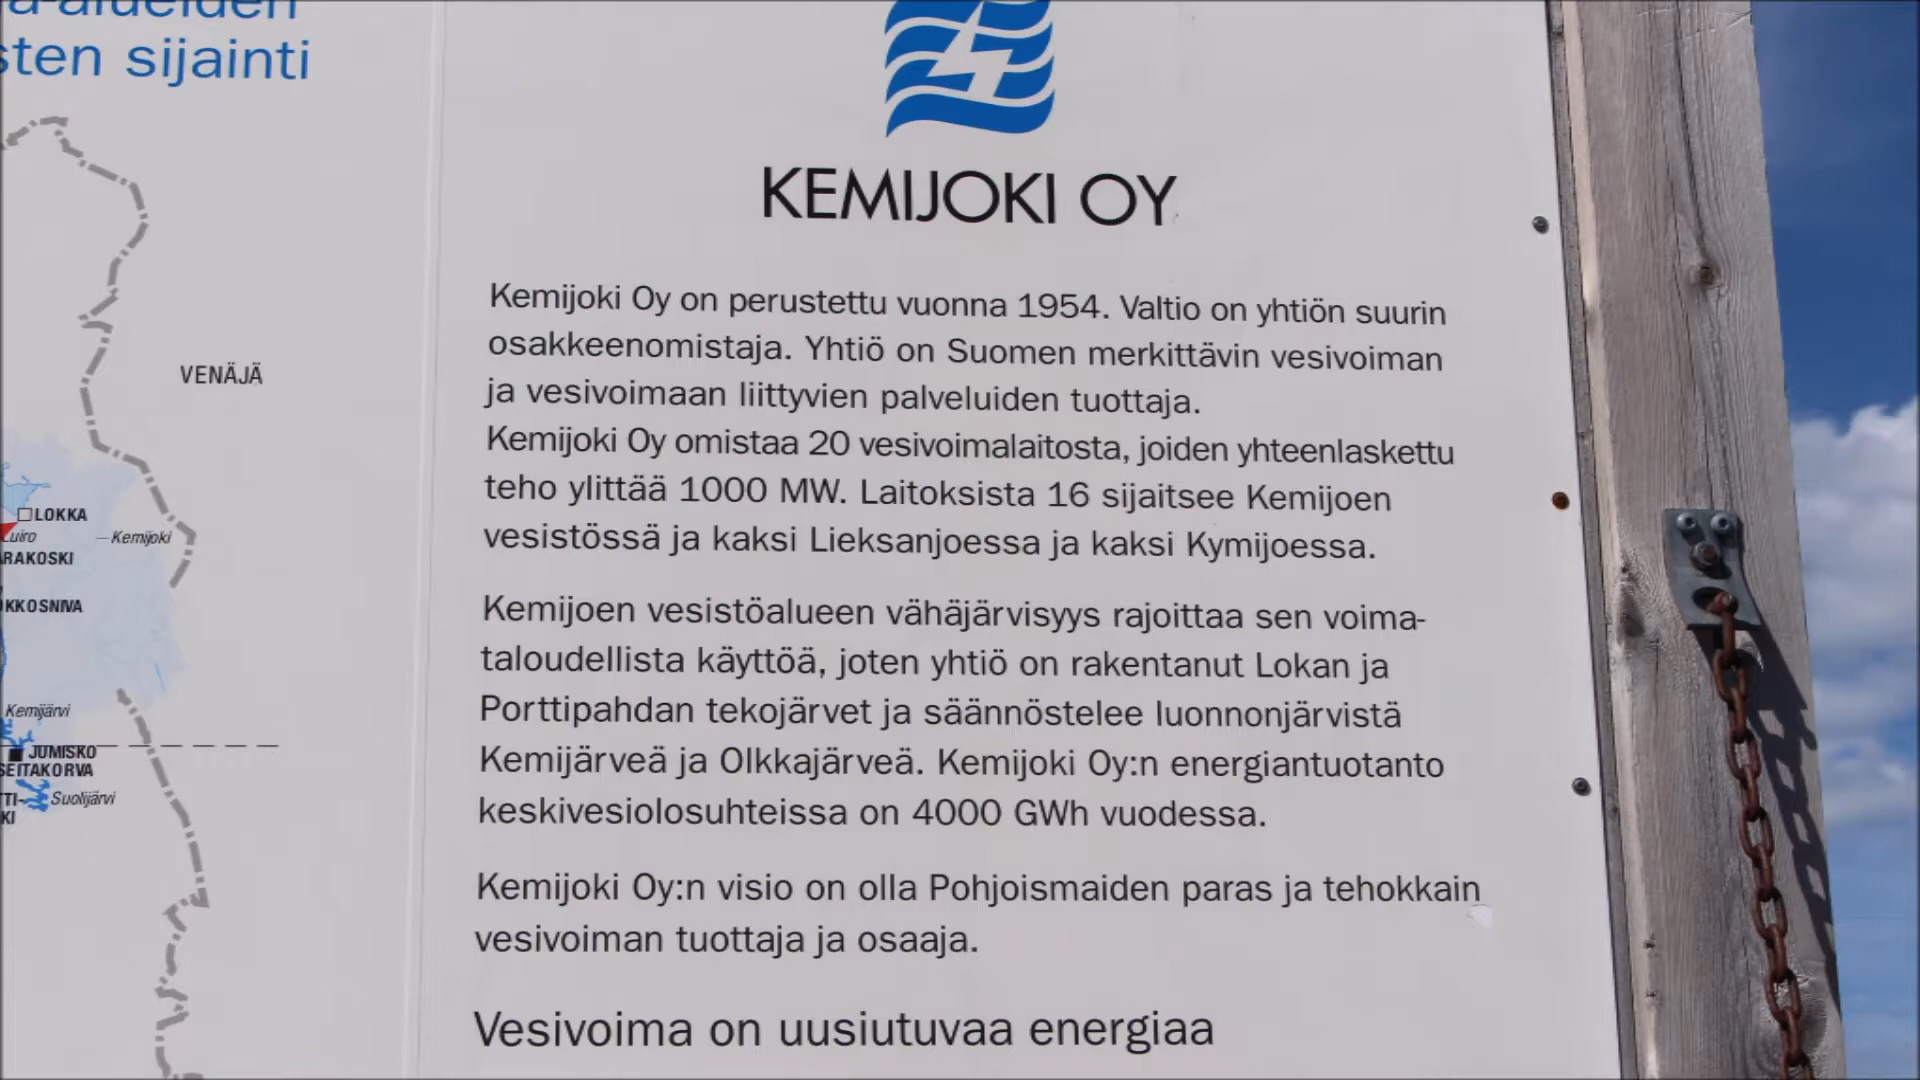 sten sijainti
VENÄJÄ
LOKKA
Luiro
Kemijoki
Kemijärvi
JUMISKO
SEITAKORVA
Suolijärvi
KEMIJOKI OY
Kemijoki Oy on perustettu vuonna 1954. Valtio on yhtiön suurin
osakkeenomistaja. Yhtiö on Suomen merkittävin vesivoiman
ja vesivoimaan liittyvien palveluiden tuottaja.
Kemijoki Oy omistaa 20 vesivoimalaitosta, joiden yhteenlaskettu
teho ylittää 1000 MW. Laitoksista 16 sijaitsee Kemijoen
vesistössä ja kaksi Lieksanjoessa ja kaksi Kymijoessa.
Kemijoen vesistöalueen vähäjärvisyys rajoittaa sen voima-
taloudellista käyttöä, joten yhtiö on rakentanut Lokan ja
Porttipahdan tekojärvet ja säännöstelee luonnonjärvistä
Kemijärveä ja Olkkajärveä. Kemijoki Oy:n energiantuotanto
keskivesiolosuhteissa on 4000 GWh vuodessa.
Kemijoki Oy:n visio on olla Pohjoismaiden paras ja tehokkain
vesivoiman tuottaja ja osaaja.
Vesivoima on uusiutuvaa energiaa